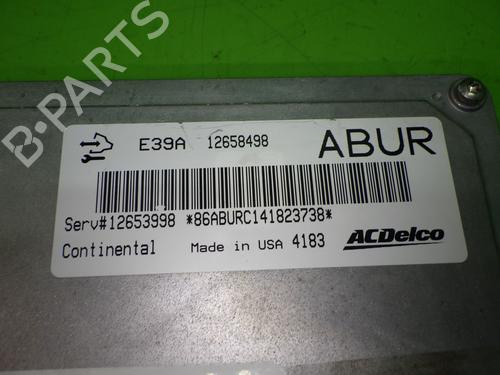 B-PARTS
E39A 12658498 ABUR
Serv#12653998 *86ABURC141823738*
Continental Made in USA 4183 ACDelco